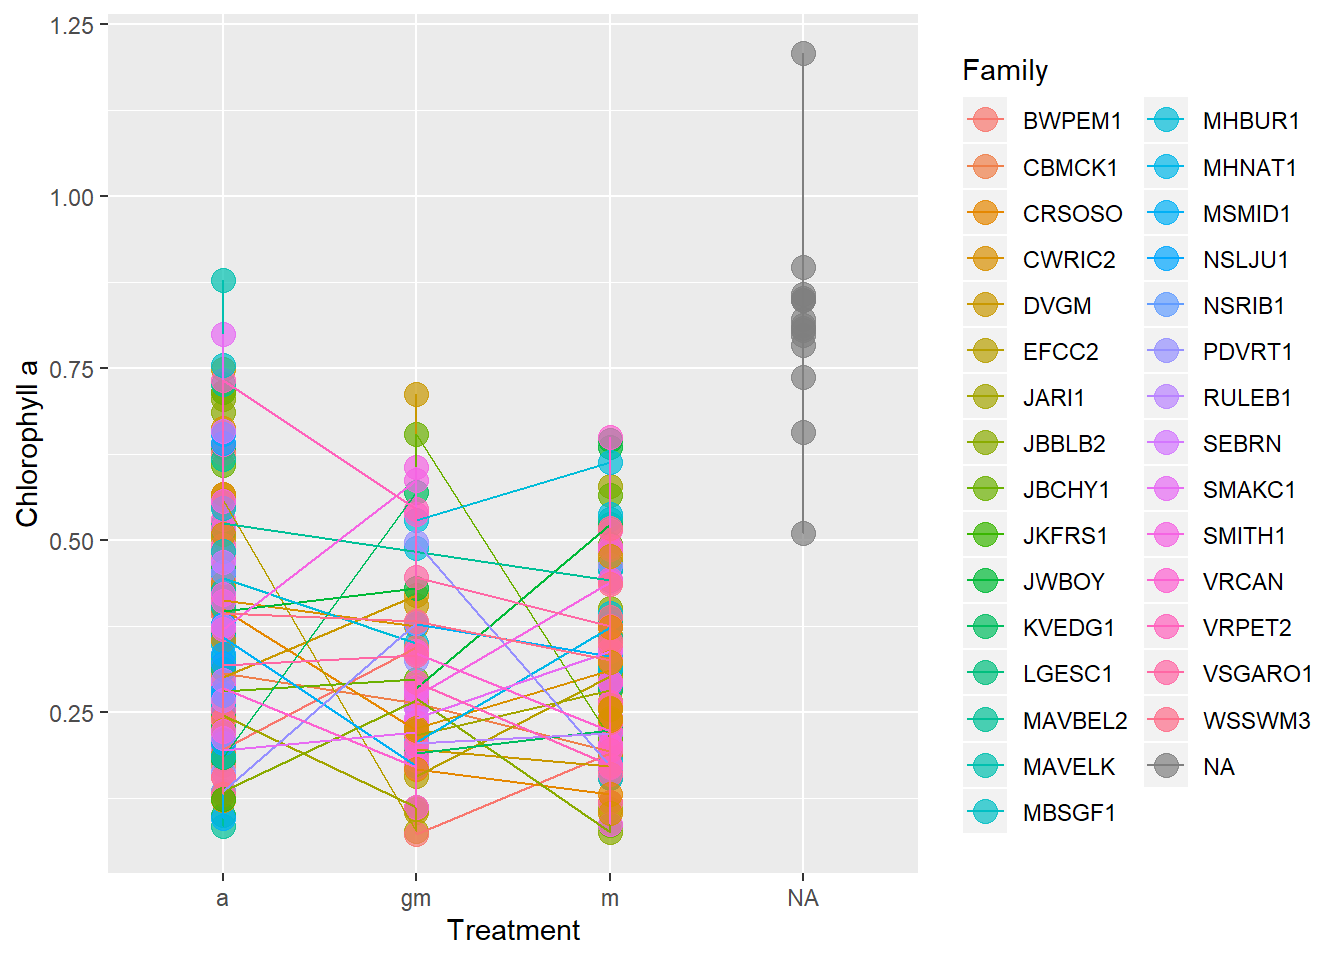 1.25
1.00
0.75
0.50
0.25
Chlorophyll a
a
gm
m
NA
Treatment
Family
BWPEM1
CBMCK1
CRSOSO
CWRIC2
DVGM
EFCC2
JARI1
JBBLB2
JBCHY1
JKFRS1
JWBOY
KVEDG1
LGESC1
MAVBEL2
MAVELK
MBSGF1
MHBUR1
MHNAT1
MSMID1
NSLJU1
NSRIB1
PDVRT1
RULEB1
SEBRN
SMAKC1
SMITH1
VRCAN
VRPET2
VSGARO1
WSSWM3
NA